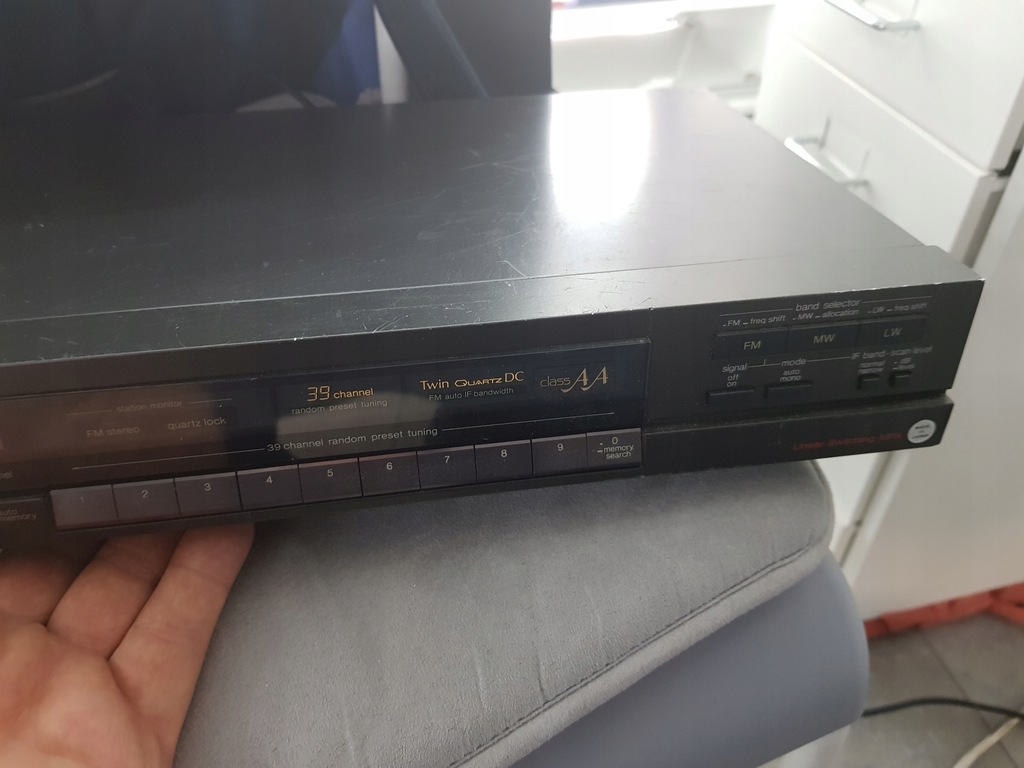 band selector
FM – freq shift
MW – allocation
LW – freq shift
FM
MW
LW
signal
mode
IF band
scan level
off
on
auto
mono
39 channel
random preset tuning
Twin QUARTZ DC
FM auto IF bandwidth
class AA
station monitor
FM stereo
quartz lock
39 channel random preset tuning
1
2
3
4
5
6
7
8
9
0
memory
search
auto
memory
Linear Switching MPX